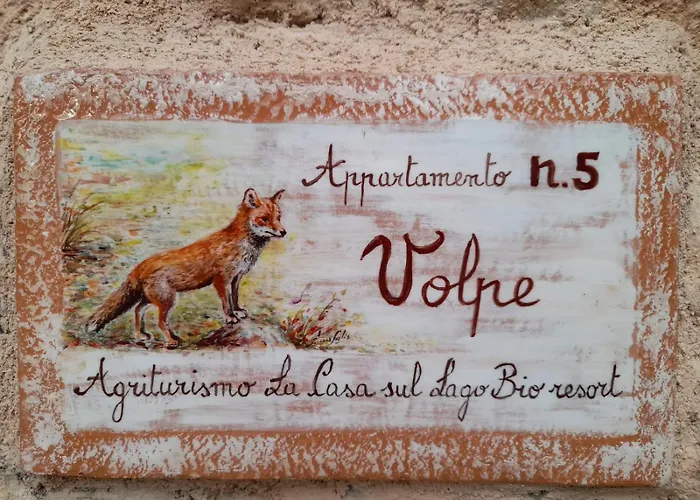 Appartamento n.5
Volpe
Agriturismo La Casa sul Lago Bio resort